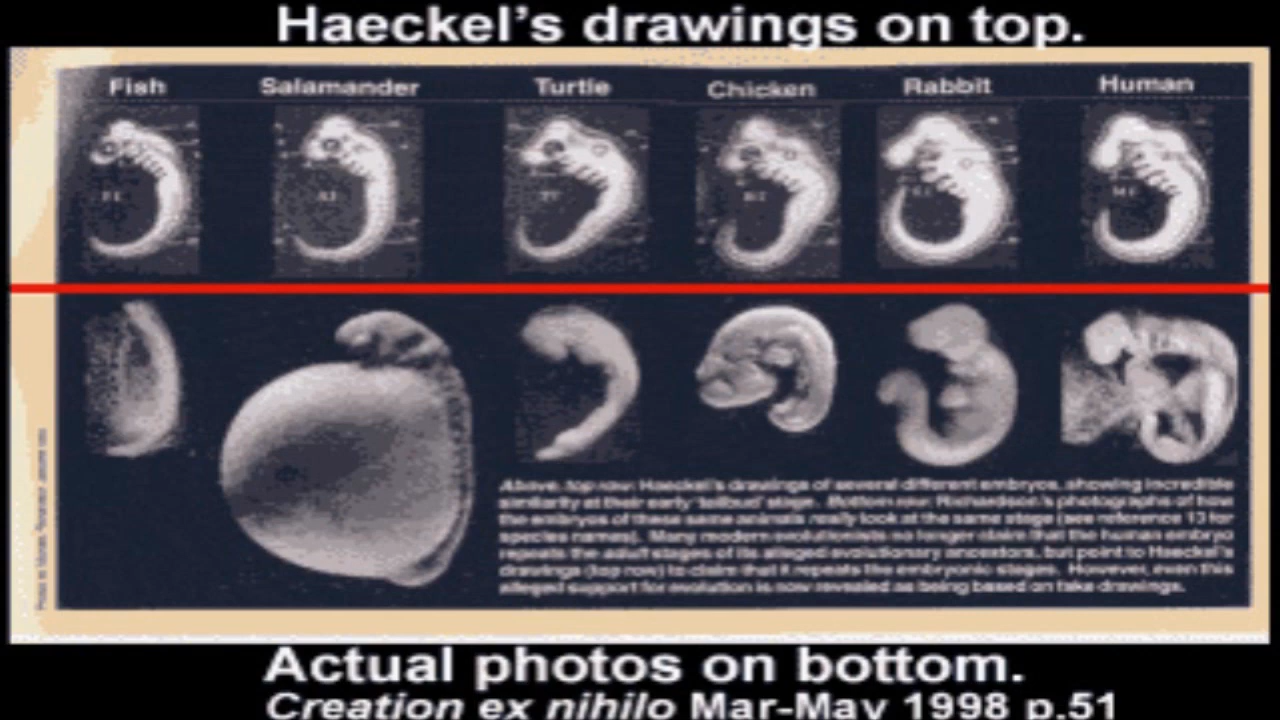 Haeckel's drawings on top.
Fish Salamander Turtle Chicken Rabbit Human
Above, top row: Haeckel's drawings of several different embryos, showing incredible
similarity at their early 'tailbud' stage. Bottom row: Richardson's photographs of how
the embryos of these same animals really look at the same stage (see reference 13 for
species names). Many modern evolutionists no longer claim that the human embryo
repeats the adult stages of its alleged evolutionary ancestors, but point to Haeckel's
drawings (top row) to claim that it repeats the embryonic stages. However, even this
alleged support for evolution is now revealed as being based on fake drawings.
Actual photos on bottom.
Creation ex nihilo Mar-May 1998 p.51